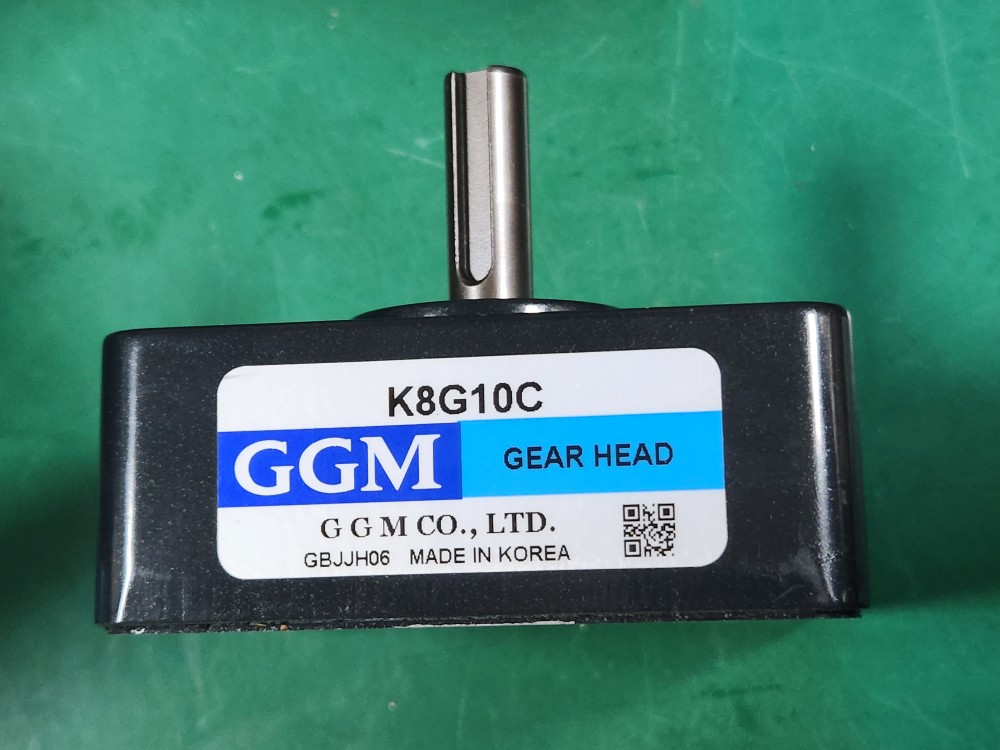 K8G10C
GGM GEAR HEAD
G G M CO., LTD.
GBJJH06 MADE IN KOREA